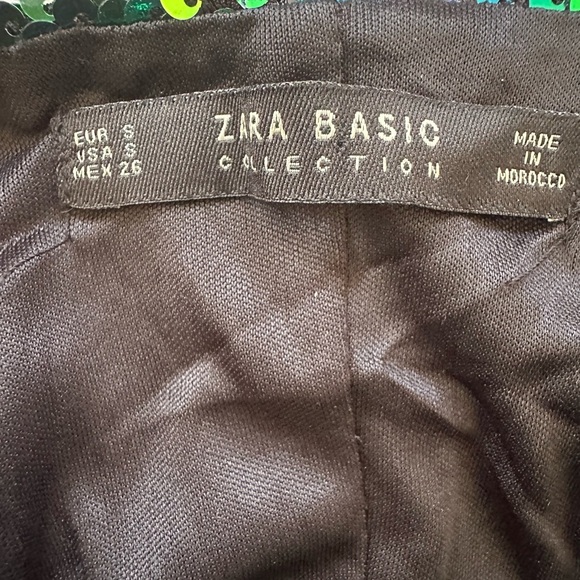 EUR S
USA S
MEX 26
ZARA BASIC
COLLECTION
MADE
IN
MOROCCO